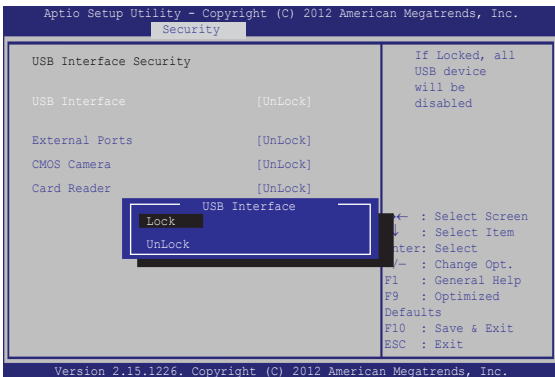 Aptio Setup Utility - Copyright (C) 2012 American Megatrends, Inc.
Security
USB Interface Security
USB Interface [UnLock]
External Ports [UnLock]
CMOS Camera [UnLock]
Card Reader [UnLock]
USB Interface
Lock
UnLock
If Locked, all
USB device
will be
disabled
→← : Select Screen
↓ : Select Item
nter: Select
/— : Change Opt.
F1 : General Help
F9 : Optimized
Defaults
F10 : Save & Exit
ESC : Exit
Version 2.15.1226. Copyright (C) 2012 American Megatrends, Inc.